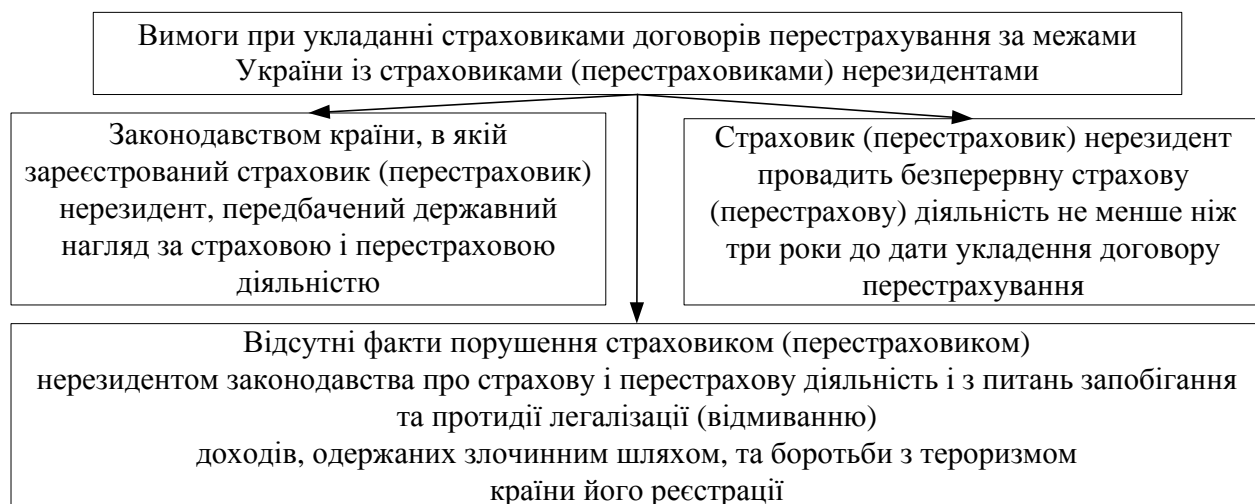 Вимоги при укладанні страховиками договорів перестрахування за межами
України із страховиками (перестраховиками) нерезидентами
Законодавством країни, в якій
зареєстрований страховик (перестраховик)
нерезидент, передбачений державний
нагляд за страховою і перестраховою
діяльністю
Страховик (перестраховик) нерезидент
провадить безперервну страхову
(перестрахову) діяльність не менше ніж
три роки до дати укладення договору
перестрахування
Відсутні факти порушення страховиком (перестраховиком)
нерезидентом законодавства про страхову і перестрахову діяльність і з питань запобігання
та протидії легалізації (відмиванню)
доходів, одержаних злочинним шляхом, та боротьби з тероризмом
країни його реєстрації